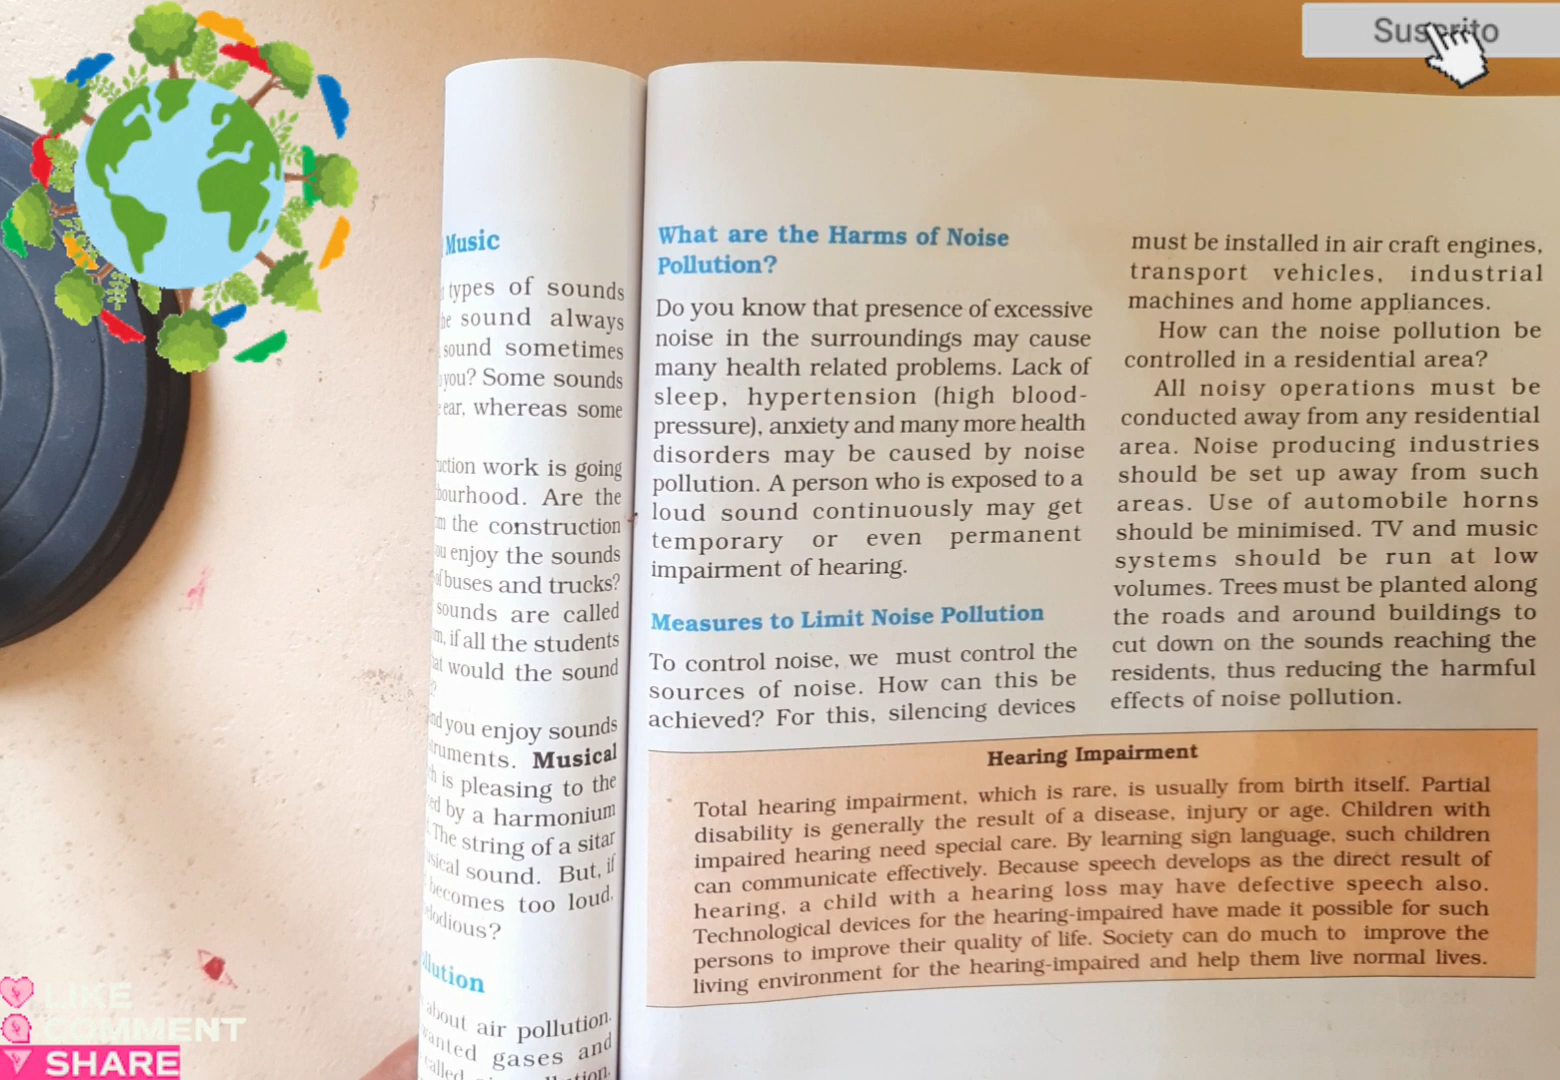 Suscrito
Music
types of sounds
sound always
sound sometimes
you? Some sounds
ear, whereas some
work is going
the construction
enjoy the sounds
of buses and trucks?
sounds are called
if all the students
would the sound
you enjoy sounds
Musical
is pleasing to the
by a harmonium
The string of a sitar
sound. But, if
becomes too loud,
about air pollution.
gases and
What are the Harms of Noise
Pollution?
Do you know that presence of excessive
noise in the surroundings may cause
many health related problems. Lack of
sleep, hypertension (high blood-
pressure), anxiety and many more health
disorders may be caused by noise
pollution. A person who is exposed to a
loud sound continuously may get
temporary or even permanent
impairment of hearing.
Measures to Limit Noise Pollution
To control noise, we must control the
sources of noise. How can this be
achieved? For this, silencing devices
must be installed in air craft engines,
transport vehicles, industrial
machines and home appliances.
How can the noise pollution be
controlled in a residential area?
All noisy operations must be
conducted away from any residential
area. Noise producing industries
should be set up away from such
areas. Use of automobile horns
should be minimised. TV and music
systems should be run at low
volumes. Trees must be planted along
the roads and around buildings to
cut down on the sounds reaching the
residents, thus reducing the harmful
effects of noise pollution.
Hearing Impairment
Total hearing impairment, which is rare, is usually from birth itself. Partial
disability is generally the result of a disease, injury or age. Children with
impaired hearing need special care. By learning sign language, such children
can communicate effectively. Because speech develops as the direct result of
hearing, a child with a hearing loss may have defective speech also.
Technological devices for the hearing-impaired have made it possible for such
persons to improve their quality of life. Society can do much to improve the
living environment for the hearing-impaired and help them live normal lives.
LIKE
COMMENT
SHARE